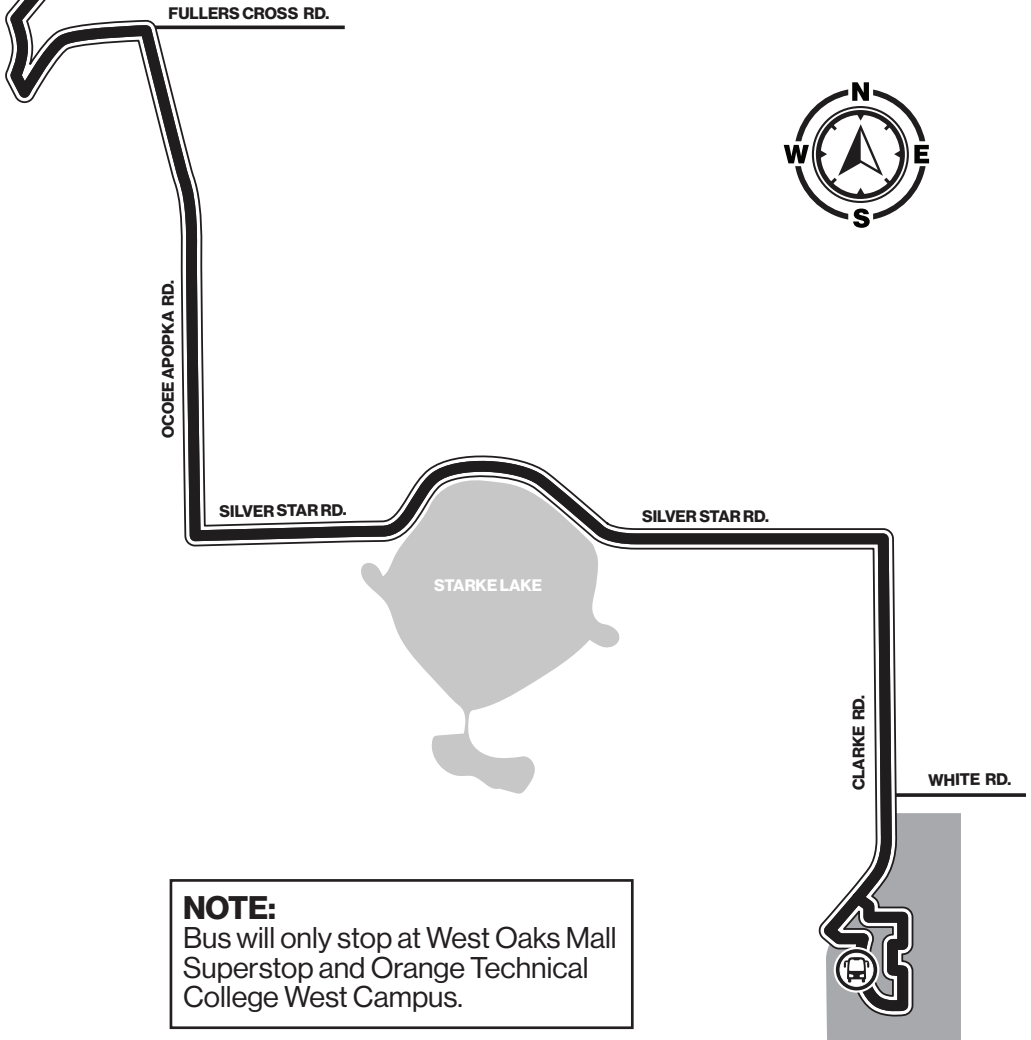 FULLERS CROSS RD.
N
W
E
S
OCOEE APOPKA RD.
SILVER STAR RD.
SILVER STAR RD.
STARKE LAKE
CLARKE RD.
WHITE RD.
NOTE:
Bus will only stop at West Oaks Mall
Superstop and Orange Technical
College West Campus.